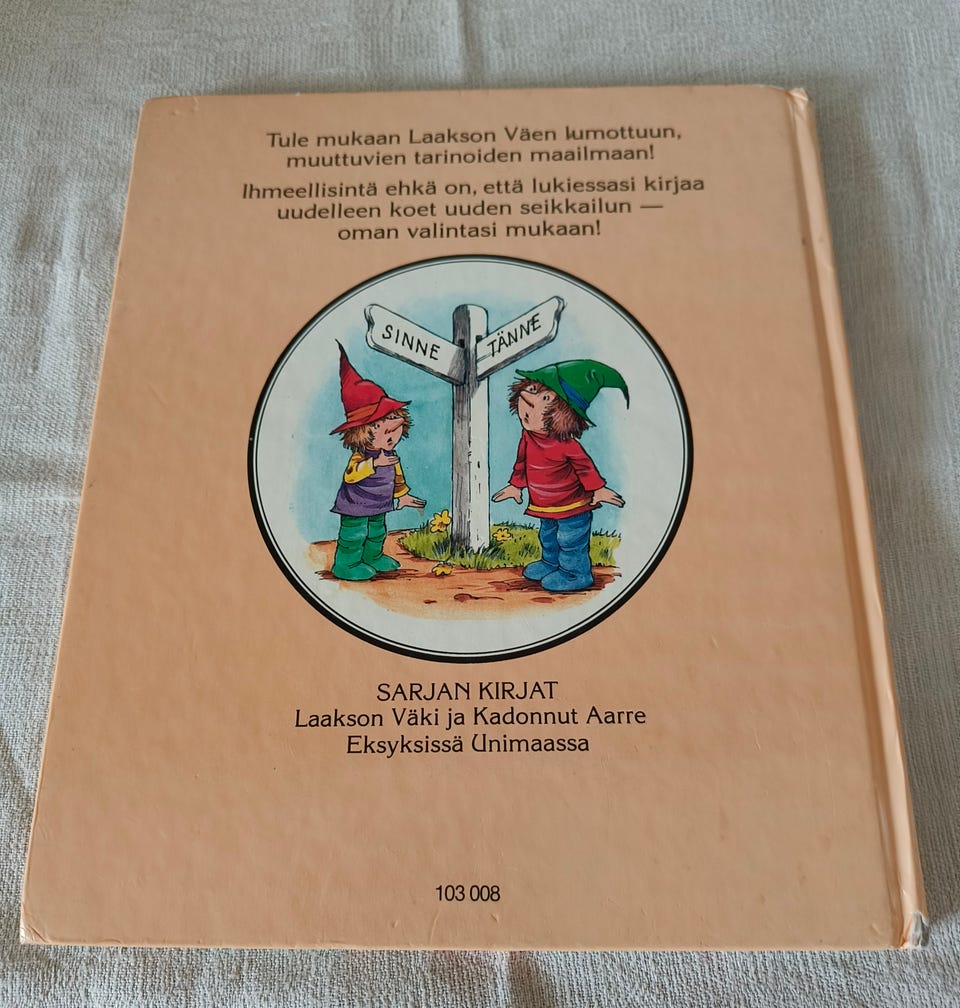 Tule mukaan Laakson Väen lumottuun,
muuttuvien tarinoiden maailmaan!
Ihmeellisintä ehkä on, että lukiessasi kirjaa
uudelleen koet uuden seikkailun —
oman valintasi mukaan!
SINNE
TÄNNE
SARJAN KIRJAT
Laakson Väki ja Kadonnut Aarre
Eksyksissä Unimaassa
103 008